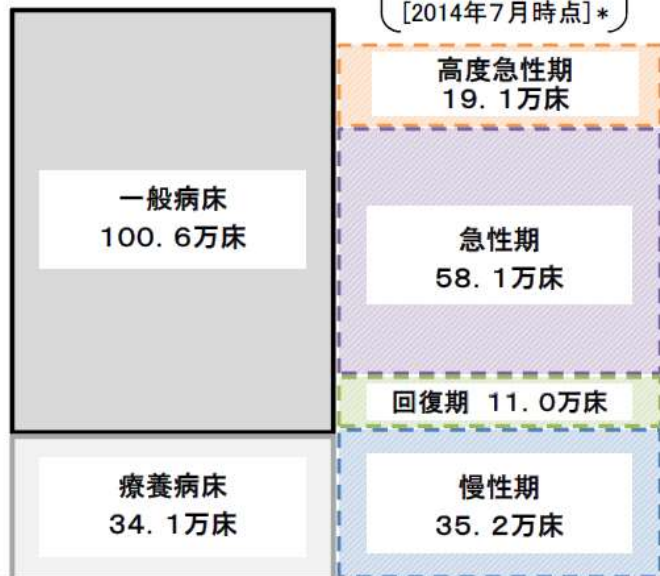 [2014年7月時点]*
高度急性期
19.1万床
一般病床
100.6万床
急性期
58.1万床
回復期 11.0万床
療養病床
34.1万床
慢性期
35.2万床